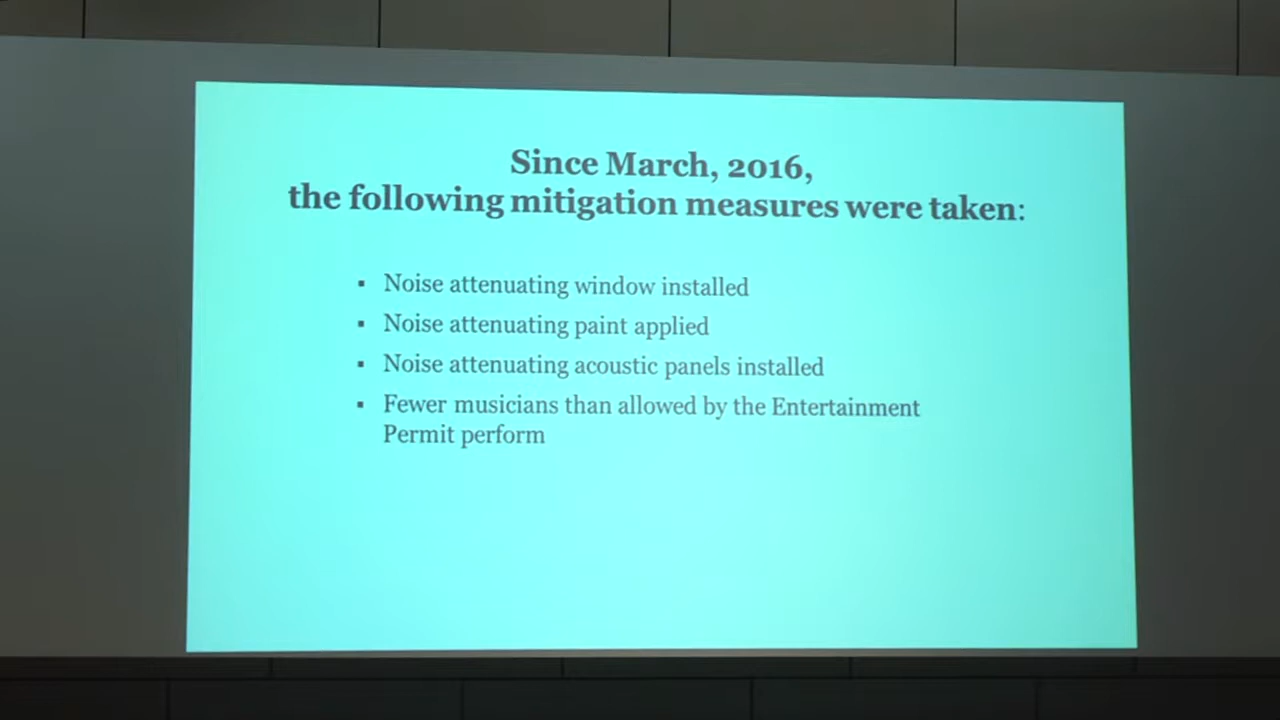 Since March, 2016,
the following mitigation measures were taken:
▪ Noise attenuating window installed
▪ Noise attenuating paint applied
▪ Noise attenuating acoustic panels installed
▪ Fewer musicians than allowed by the Entertainment
Permit perform